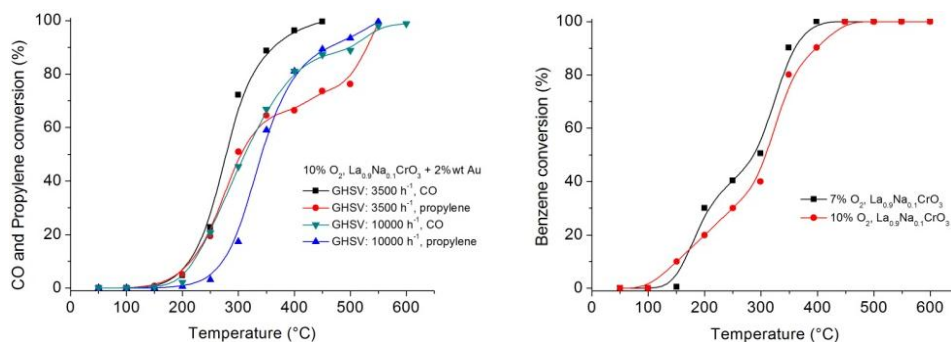 CO and Propylene conversion (%)
100
80
60
40
20
0
10% O₂, La₀.₉Na₀.₁CrO₃ + 2%wt Au
GHSV: 3500 h⁻¹, CO
GHSV: 3500 h⁻¹, propylene
GHSV: 10000 h⁻¹, CO
GHSV: 10000 h⁻¹, propylene
0 100 200 300 400 500 600
Temperature (°C)
Benzene conversion (%)
100
80
60
40
20
0
7% O₂, La₀.₉Na₀.₁CrO₃
10% O₂, La₀.₉Na₀.₁CrO₃
0 100 200 300 400 500 600
Temperature (°C)